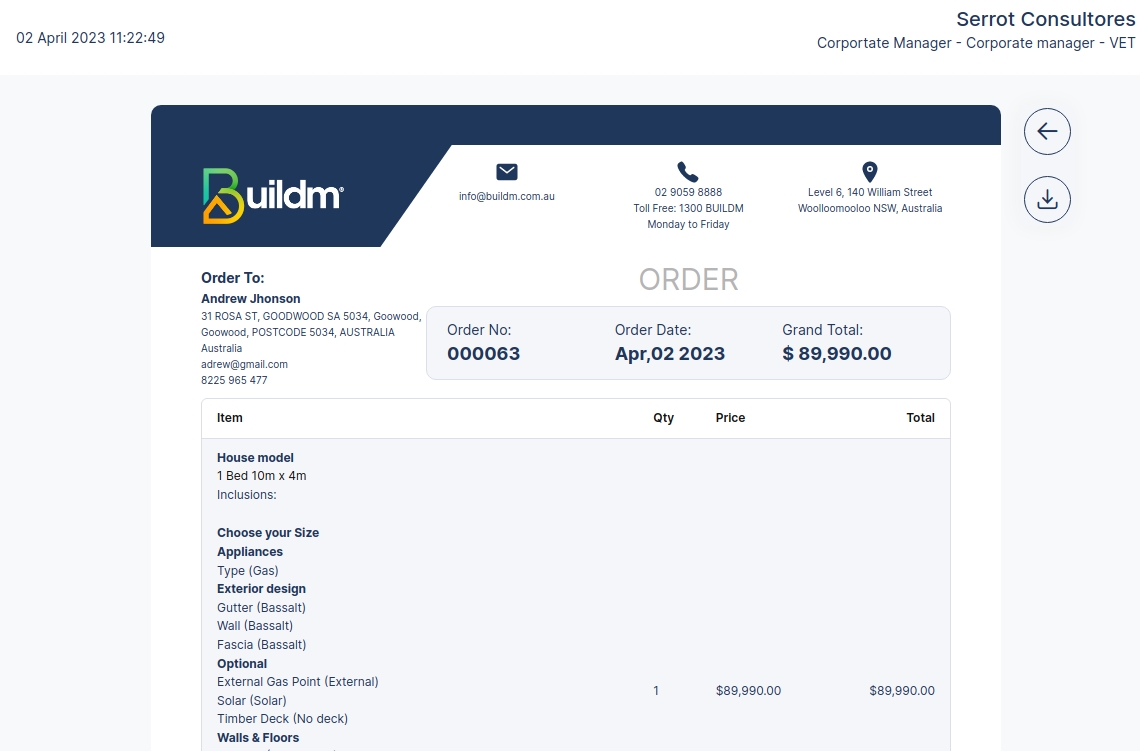 02 April 2023 11:22:49
Serrot Consultores
Corportate Manager - Corporate manager - VET
Buildm®
info@buildm.com.au
02 9059 8888
Toll Free: 1300 BUILDM
Monday to Friday
Level 6, 140 William Street
Woolloomooloo NSW, Australia
Order To:
Andrew Jhonson
31 ROSA ST, GOODWOOD SA 5034, Goowood,
Goowood, POSTCODE 5034, AUSTRALIA
Australia
adrew@gmail.com
8225 965 477
ORDER
Order No: Order Date: Grand Total:
000063 Apr,02 2023 $ 89,990.00
Item Qty Price Total
House model
1 Bed 10m x 4m
Inclusions:
Choose your Size
Appliances
Type (Gas)
Exterior design
Gutter (Bassalt)
Wall (Bassalt)
Fascia (Bassalt)
Optional
External Gas Point (External)
1 $89,990.00 $89,990.00
Solar (Solar)
Timber Deck (No deck)
Walls & Floors